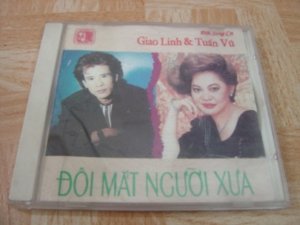 Giao Linh & Tuấn Vũ
ĐÔI MẮT NGƯỜI XƯA